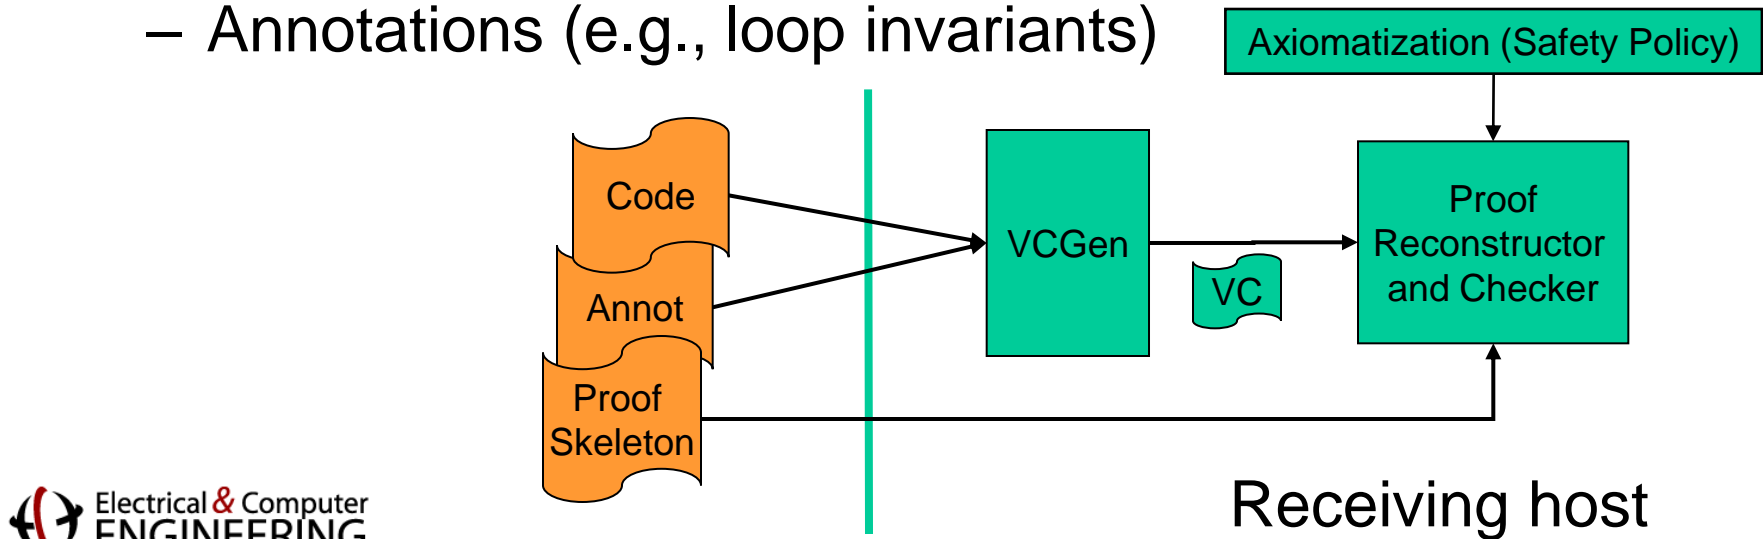 – Annotations (e.g., loop invariants)
Axiomatization (Safety Policy)
Code
Annot
Proof
Skeleton
VCGen
VC
Proof
Reconstructor
and Checker
Receiving host
Electrical & Computer
ENGINEERING